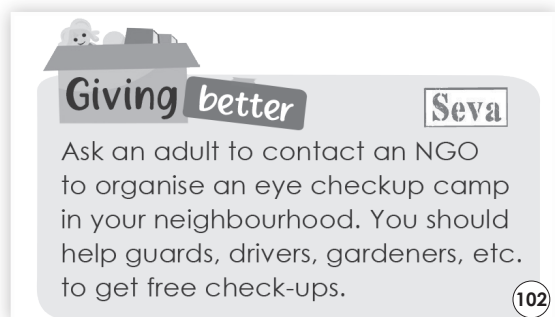 Giving better
Seva
Ask an adult to contact an NGO
to organise an eye checkup camp
in your neighbourhood. You should
help guards, drivers, gardeners, etc.
to get free check-ups.
102